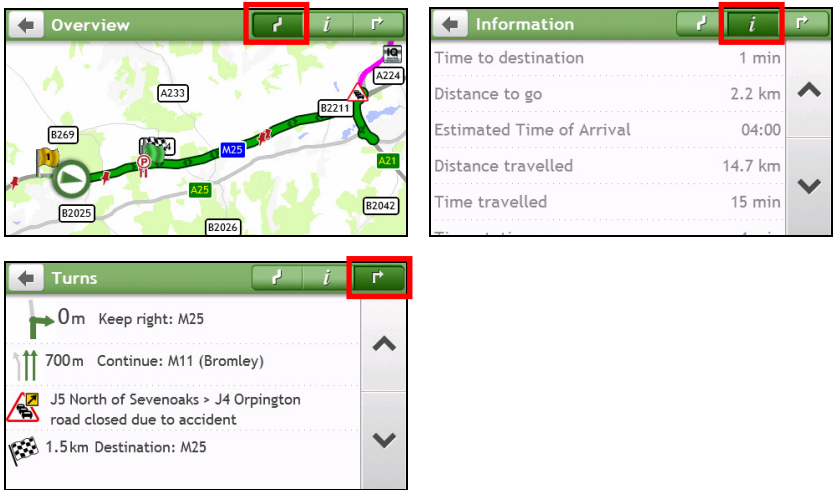 Overview
i
IQ
A224
A233
B2211
B269
4
M25
A21
A25
B2025
B2042
B2026
Information
i
Time to destination 1 min
Distance to go 2.2 km
Estimated Time of Arrival 04:00
Distance travelled 14.7 km
Time travelled 15 min
Turns
i
0m Keep right: M25
700m Continue: M11 (Bromley)
J5 North of Sevenoaks > J4 Orpington
road closed due to accident
1.5km Destination: M25